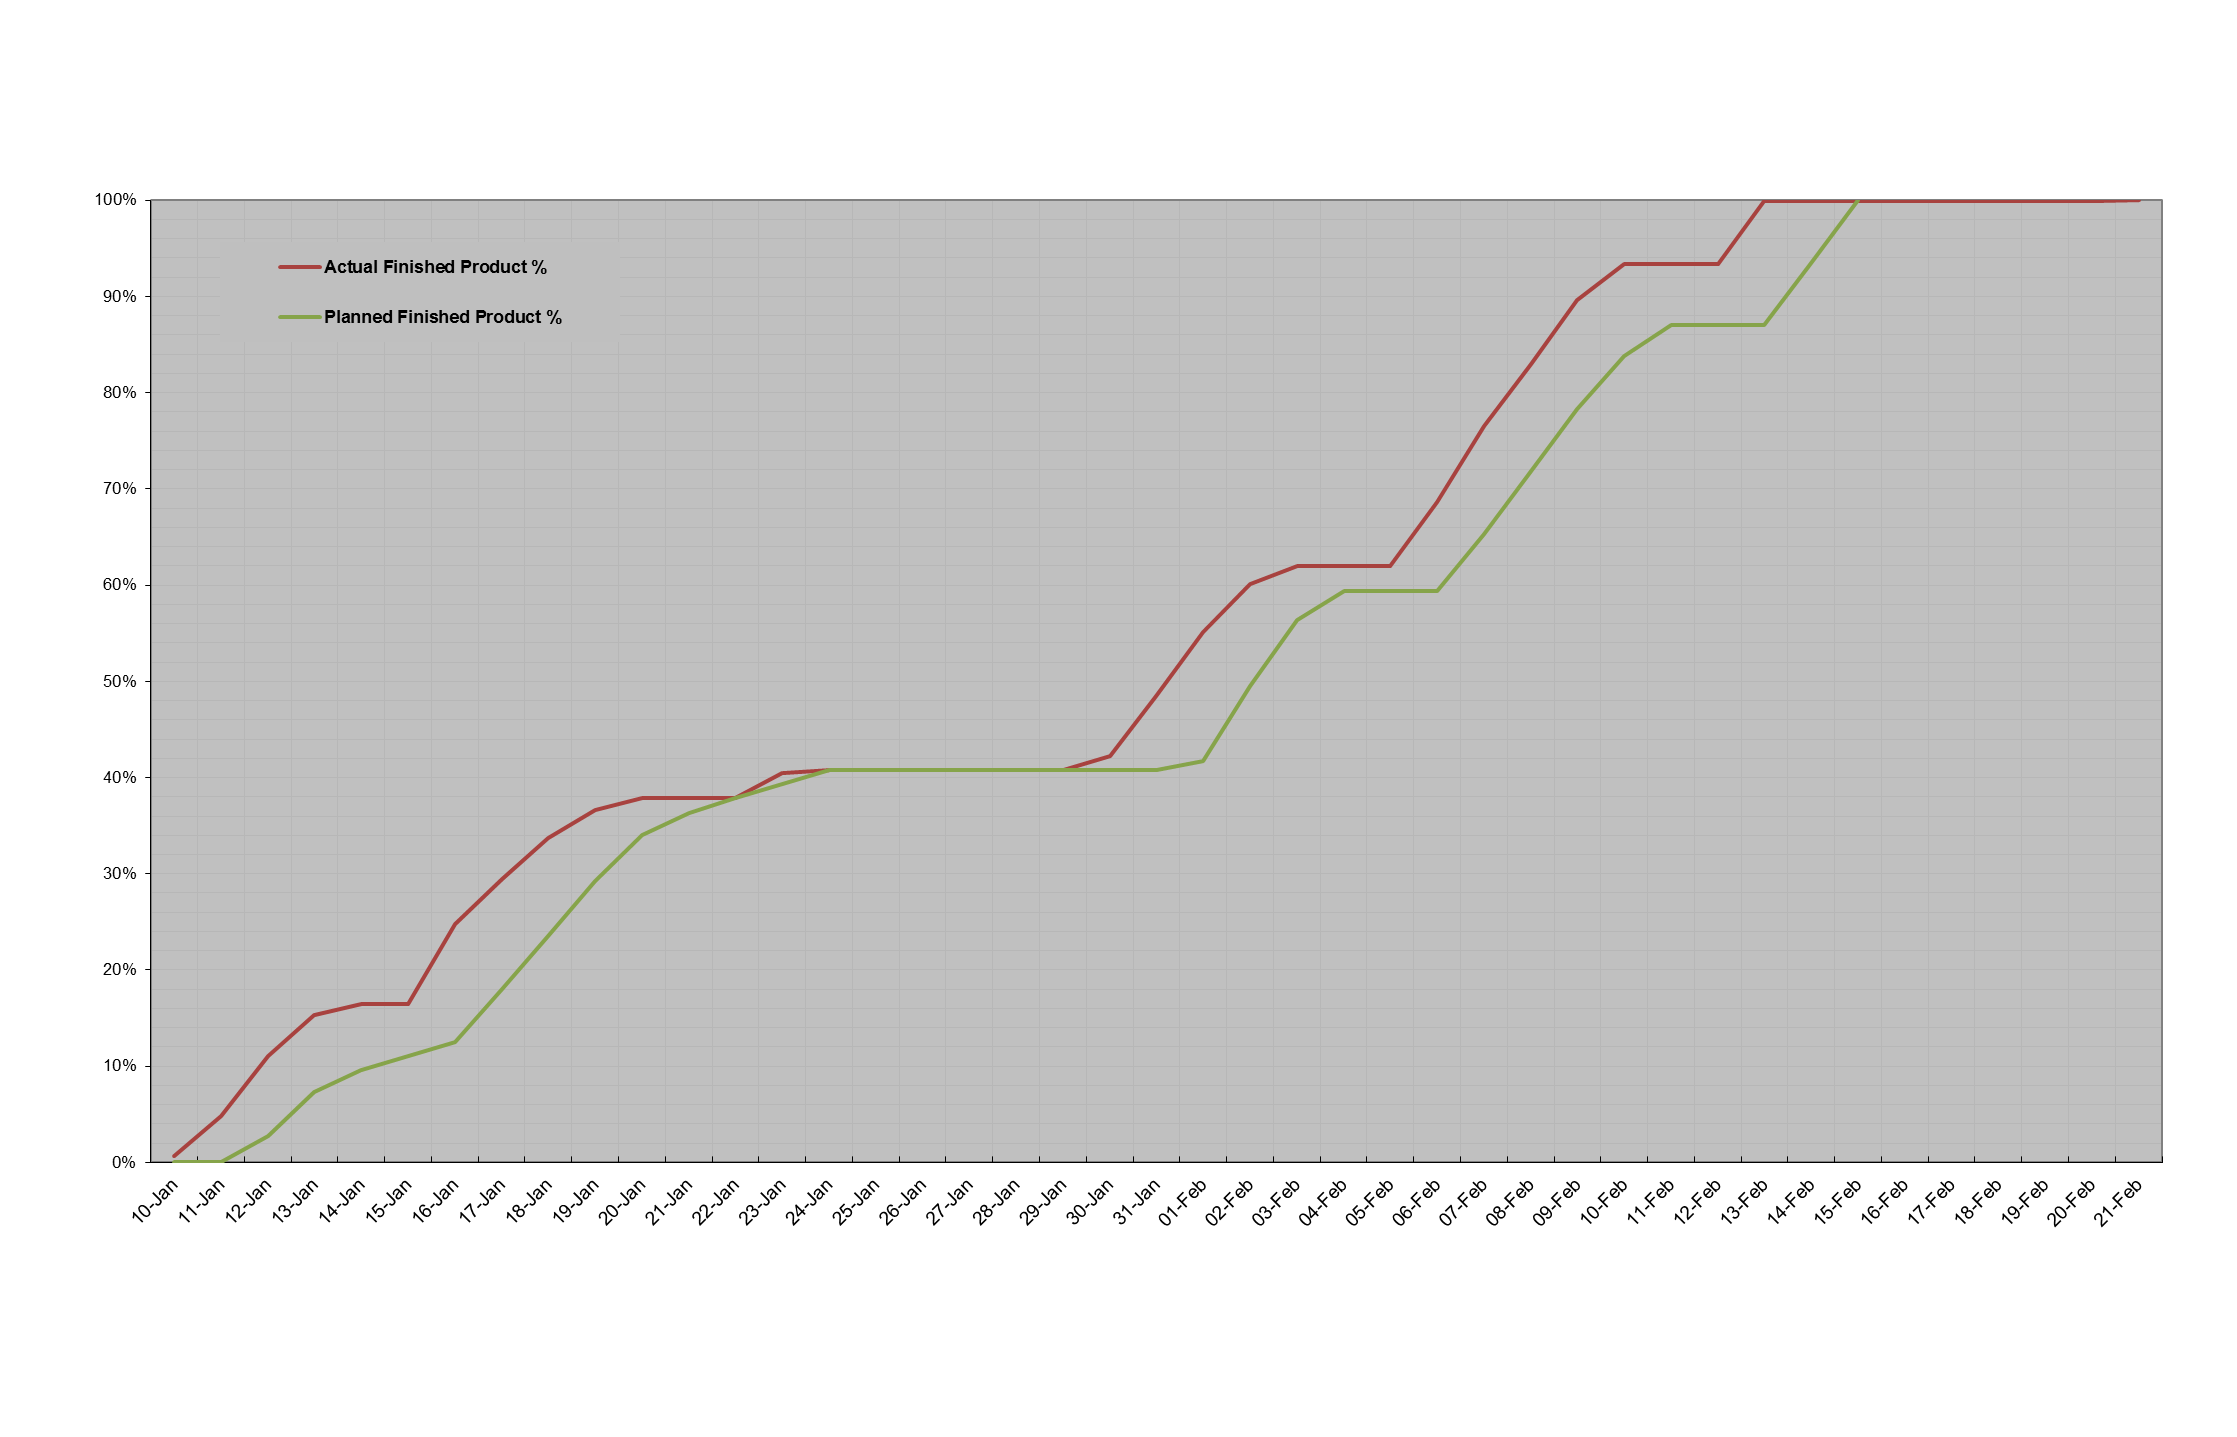 100%
Actual Finished Product %
90%
Planned Finished Product %
80%
70%
60%
50%
40%
30%
20%
10%
0%
10-Jan
11-Jan
12-Jan
13-Jan
14-Jan
15-Jan
16-Jan
17-Jan
18-Jan
19-Jan
20-Jan
21-Jan
22-Jan
23-Jan
24-Jan
25-Jan
26-Jan
27-Jan
28-Jan
29-Jan
30-Jan
31-Jan
01-Feb
02-Feb
03-Feb
04-Feb
05-Feb
06-Feb
07-Feb
08-Feb
09-Feb
10-Feb
11-Feb
12-Feb
13-Feb
14-Feb
15-Feb
16-Feb
17-Feb
18-Feb
19-Feb
20-Feb
21-Feb